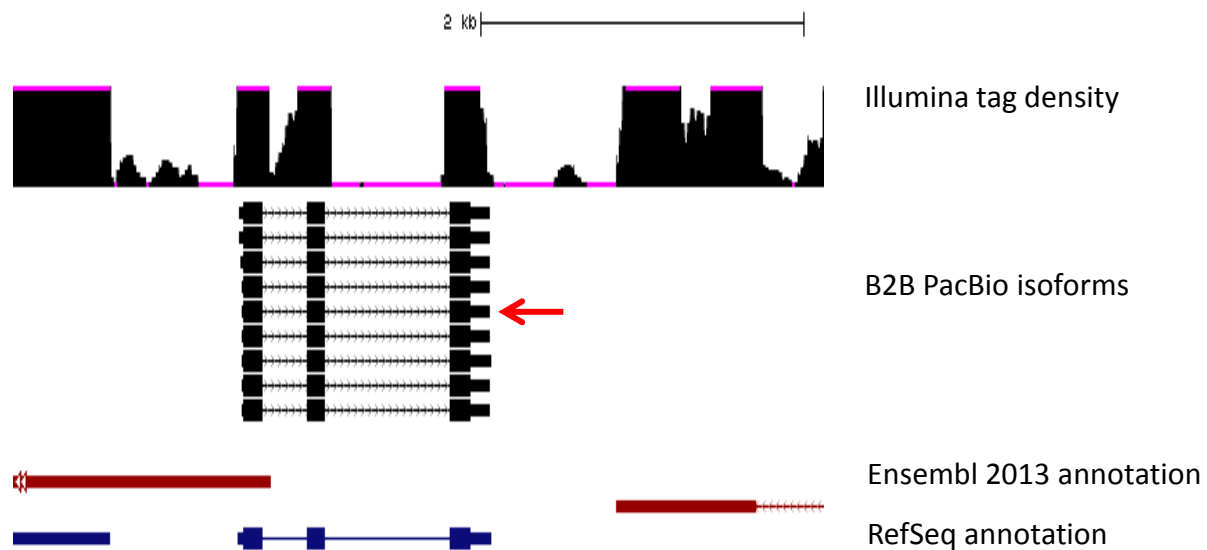 2 kb
Illumina tag density
B2B PacBio isoforms
Ensembl 2013 annotation
RefSeq annotation